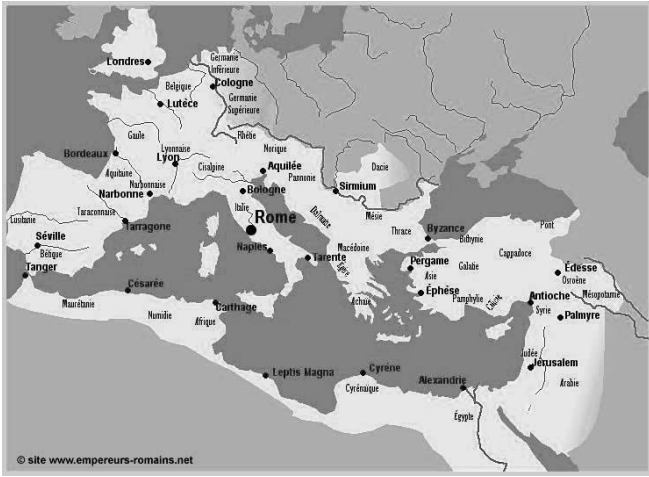 Londres
Germanie
Inférieure
Cologne
Belgique
Lutèce
Germanie
Supérieure
Gaule
Rhétie
Lyonnaise
Norique
Bordeaux
Lyon
Cisalpine
Aquilée
Dacie
Aquitaine
Pannonie
Narbonnaise
Narbonne
Bologne
Sirmium
Lusitanie
Taraconnaise
Italie
Rome
Dalmatie
Mésie
Tarragone
Thrace
Byzance
Pont
Séville
Bithynie
Bétique
Naples
Tarente
Macédoine
Epire
Cappadoce
Tanger
Pergame
Asie
Galatie
Édesse
Osroène
Césarée
Éphèse
Pamphylie
Cilicie
Antioche
Mésopotamie
Maurétanie
Carthage
Achaïe
Syrie
Palmyre
Numidie
Afrique
Judée
Jérusalem
Leptis Magna
Cyrène
Alexandrie
Arabie
Cyrénaïque
Égypte
© site www.empereurs-romains.net